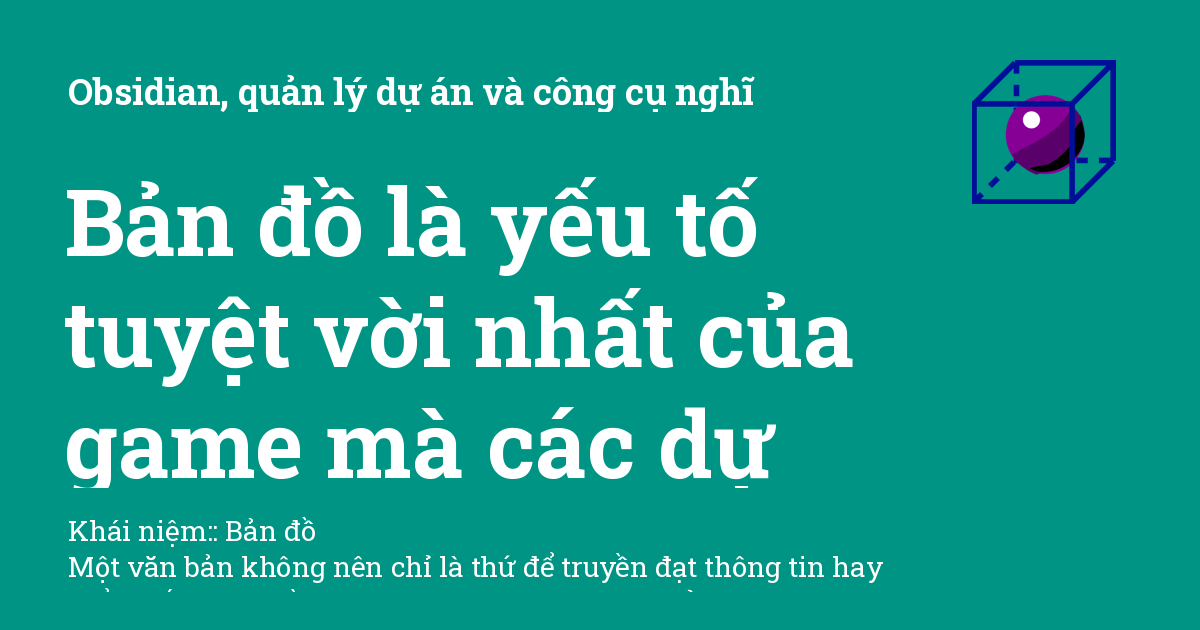 Obsidian, quản lý dự án và công cụ nghĩ
Bản đồ là yếu tố
tuyệt vời nhất của
game mà các dự
Khái niệm:: Bản đồ
Một văn bản không nên chỉ là thứ để truyền đạt thông tin hay